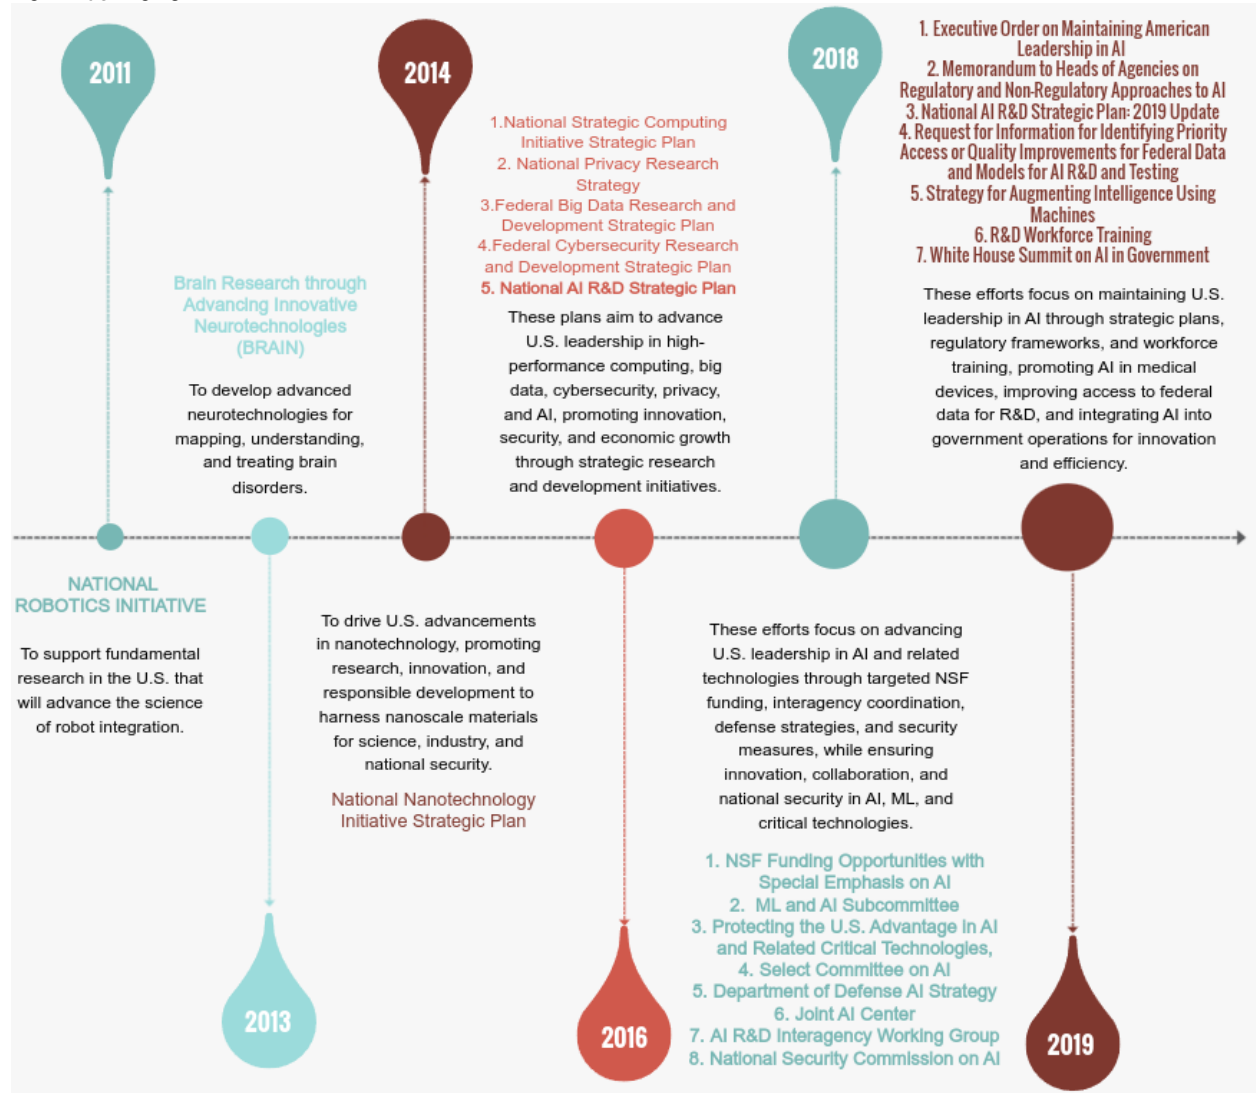 2011
2014
2018
1. Executive Order on Maintaining American
Leadership in AI
2. Memorandum to Heads of Agencies on
Regulatory and Non-Regulatory Approaches to AI
3. National AI R&D Strategic Plan: 2019 Update
4. Request for Information for Identifying Priority
Access or Quality Improvements for Federal Data
and Models for AI R&D and Testing
5. Strategy for Augmenting Intelligence Using
Machines
6. R&D Workforce Training
7. White House Summit on AI in Government
These efforts focus on maintaining U.S.
leadership in AI through strategic plans,
regulatory frameworks, and workforce
training, promoting AI in medical
devices, improving access to federal
data for R&D, and integrating AI into
government operations for innovation
and efficiency.
1.National Strategic Computing
Initiative Strategic Plan
2. National Privacy Research
Strategy
3.Federal Big Data Research and
Development Strategic Plan
4.Federal Cybersecurity Research
and Development Strategic Plan
5. National AI R&D Strategic Plan
These plans aim to advance
U.S. leadership in high-
performance computing, big
data, cybersecurity, privacy,
and AI, promoting innovation,
security, and economic growth
through strategic research
and development initiatives.
Brain Research through
Advancing Innovative
Neurotechnologies
(BRAIN)
To develop advanced
neurotechnologies for
mapping, understanding,
and treating brain
disorders.
NATIONAL
ROBOTICS INITIATIVE
To support fundamental
research in the U.S. that
will advance the science
of robot integration.
To drive U.S. advancements
in nanotechnology, promoting
research, innovation, and
responsible development to
harness nanoscale materials
for science, industry, and
national security.
National Nanotechnology
Initiative Strategic Plan
These efforts focus on advancing
U.S. leadership in AI and related
technologies through targeted NSF
funding, interagency coordination,
defense strategies, and security
measures, while ensuring
innovation, collaboration, and
national security in AI, ML, and
critical technologies.
1. NSF Funding Opportunities with
Special Emphasis on AI
2. ML and AI Subcommittee
3. Protecting the U.S. Advantage in AI
and Related Critical Technologies,
4. Select Committee on AI
5. Department of Defense AI Strategy
6. Joint AI Center
7. AI R&D Interagency Working Group
8. National Security Commission on AI
2013
2016
2019